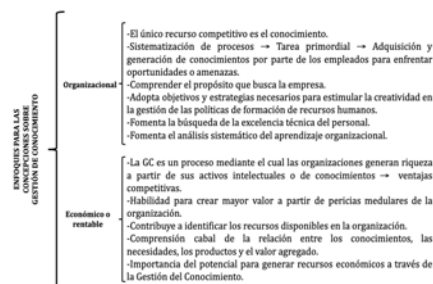 ENFOQUES PARA LAS
CONCEPCIONES SOBRE
GESTIÓN DE CONOCIMIENTO
Organizacional
-El único recurso competitivo es el conocimiento.
-Sistematización de procesos → Tarea primordial → Adquisición y
generación de conocimientos por parte de los empleados para enfrentar
oportunidades o amenazas.
-Comprender el propósito que busca la empresa.
-Adopta objetivos y estrategias necesarios para estimular la creatividad en
la gestión de las políticas de formación de recursos humanos.
-Fomenta la búsqueda de la excelencia técnica del personal.
-Fomenta el análisis sistemático del aprendizaje organizacional.
Económico o
rentable
-La GC es un proceso mediante el cual las organizaciones generan riqueza
a partir de sus activos intelectuales o de conocimientos → ventajas
competitivas.
-Habilidad para crear mayor valor a partir de pericias medulares de la
organización.
-Contribuye a identificar los recursos disponibles en la organización.
-Comprensión cabal de la relación entre los conocimientos, las
necesidades, los productos y el valor agregado.
-Importancia del potencial para generar recursos económicos a través de
la Gestión del Conocimiento.